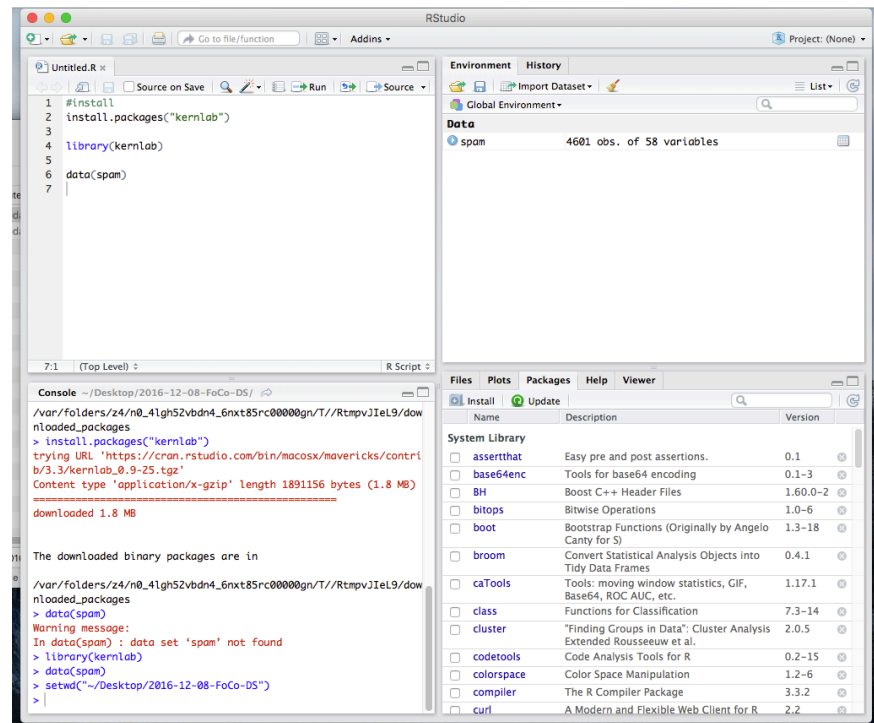 RStudio
Go to file/function
Addins
Project: (None)
Untitled.R
Source on Save
Run
Source
1 #install
2 install.packages("kernlab")
3
4 library(kernlab)
5
6 data(spam)
7
7:1 (Top Level) R Script
Console ~/Desktop/2016-12-08-FoCo-DS/
/var/folders/z4/n0_4lgh52vbdn4_6nxt85rc00000gn/T//RtmpvJIeL9/dow
nloaded_packages
> install.packages("kernlab")
trying URL 'https://cran.rstudio.com/bin/macosx/mavericks/contri
b/3.3/kernlab_0.9-25.tgz'
Content type 'application/x-gzip' length 1891156 bytes (1.8 MB)
==================================================
downloaded 1.8 MB
The downloaded binary packages are in
/var/folders/z4/n0_4lgh52vbdn4_6nxt85rc00000gn/T//RtmpvJIeL9/dow
nloaded_packages
> data(spam)
Warning message:
In data(spam) : data set ‘spam’ not found
> library(kernlab)
> data(spam)
> setwd("~/Desktop/2016-12-08-FoCo-DS")
>
Environment History
Import Dataset
List
Global Environment
Data
spam 4601 obs. of 58 variables
Files Plots Packages Help Viewer
Install Update
Name Description Version
System Library
assertthat Easy pre and post assertions. 0.1
base64enc Tools for base64 encoding 0.1-3
BH Boost C++ Header Files 1.60.0-2
bitops Bitwise Operations 1.0-6
boot Bootstrap Functions (Originally by Angelo 1.3-18
Canty for S)
broom Convert Statistical Analysis Objects into 0.4.1
Tidy Data Frames
caTools Tools: moving window statistics, GIF, 1.17.1
Base64, ROC AUC, etc.
class Functions for Classification 7.3-14
cluster "Finding Groups in Data": Cluster Analysis 2.0.5
Extended Rousseeuw et al.
codetools Code Analysis Tools for R 0.2-15
colorspace Color Space Manipulation 1.2-6
compiler The R Compiler Package 3.3.2
curl A Modern and Flexible Web Client for R 2.2